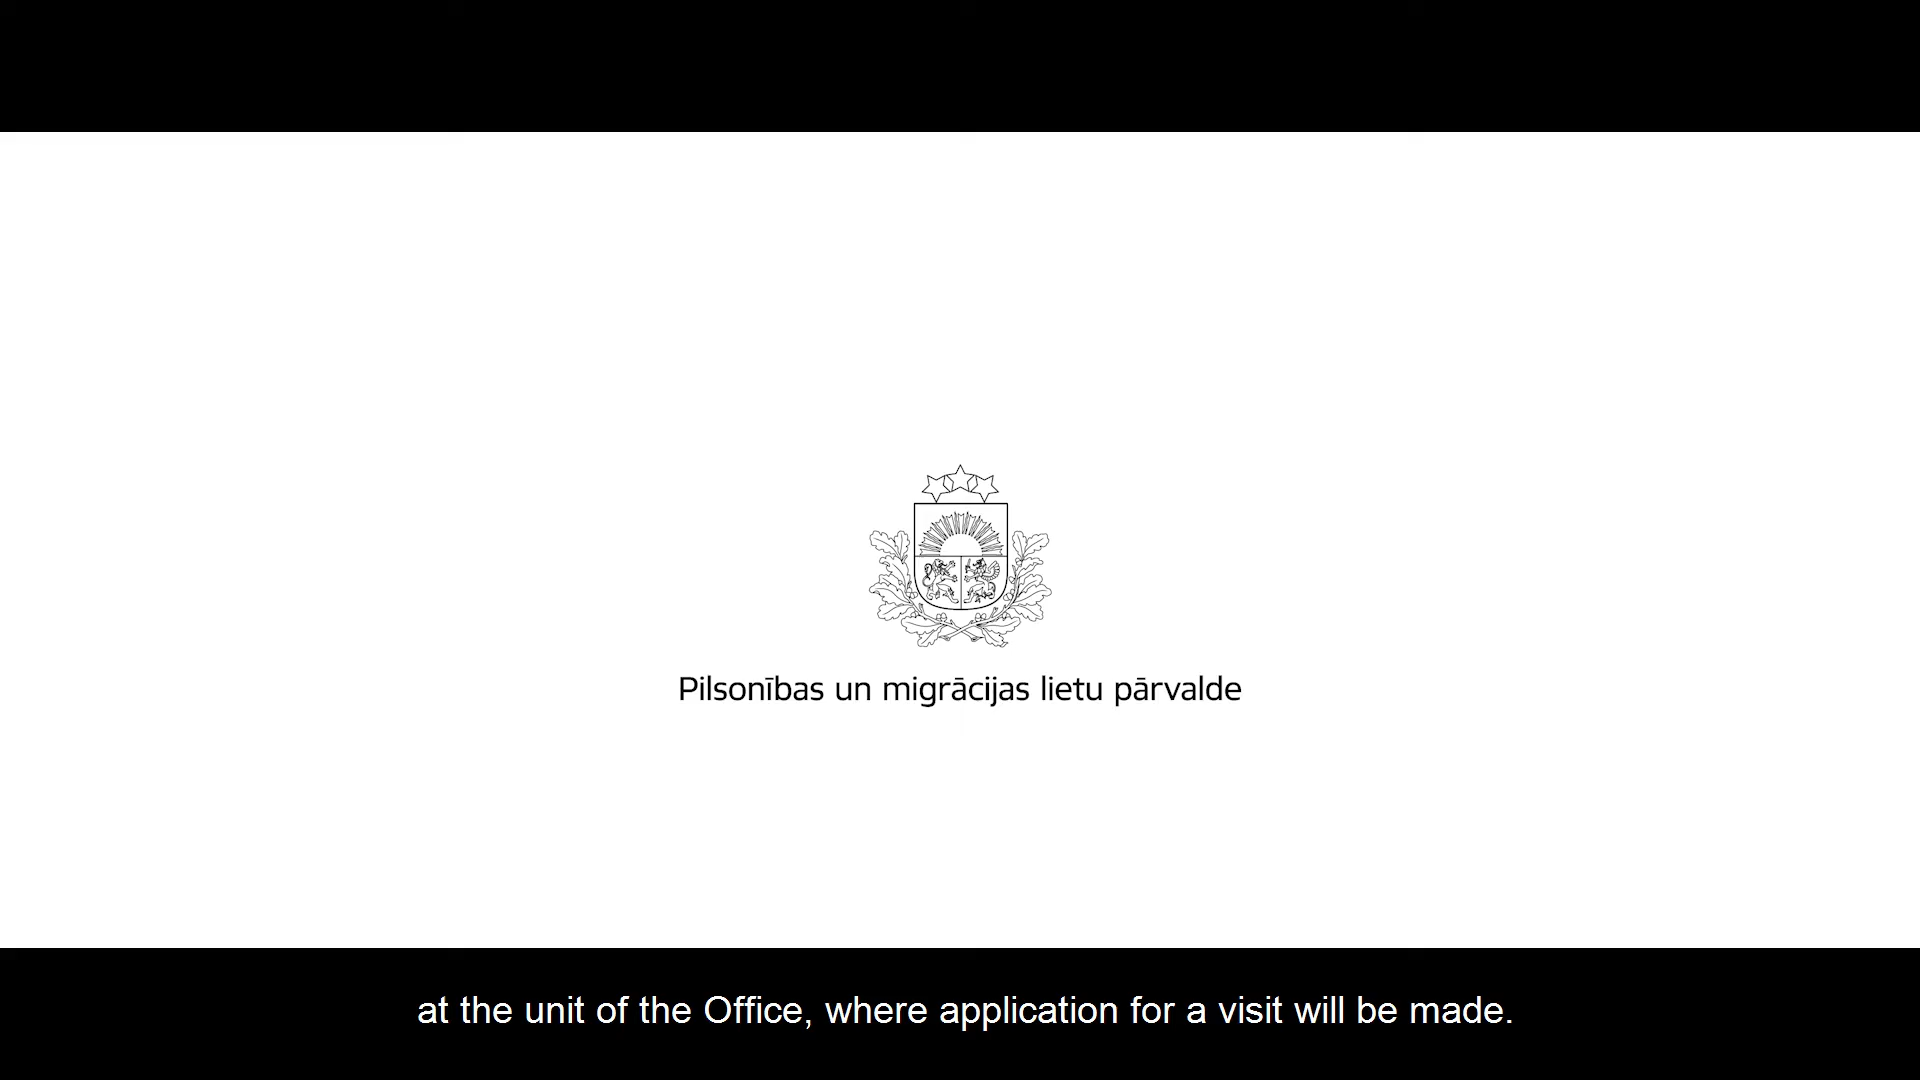 Pilsonības un migrācijas lietu pārvalde
at the unit of the Office, where application for a visit will be made.